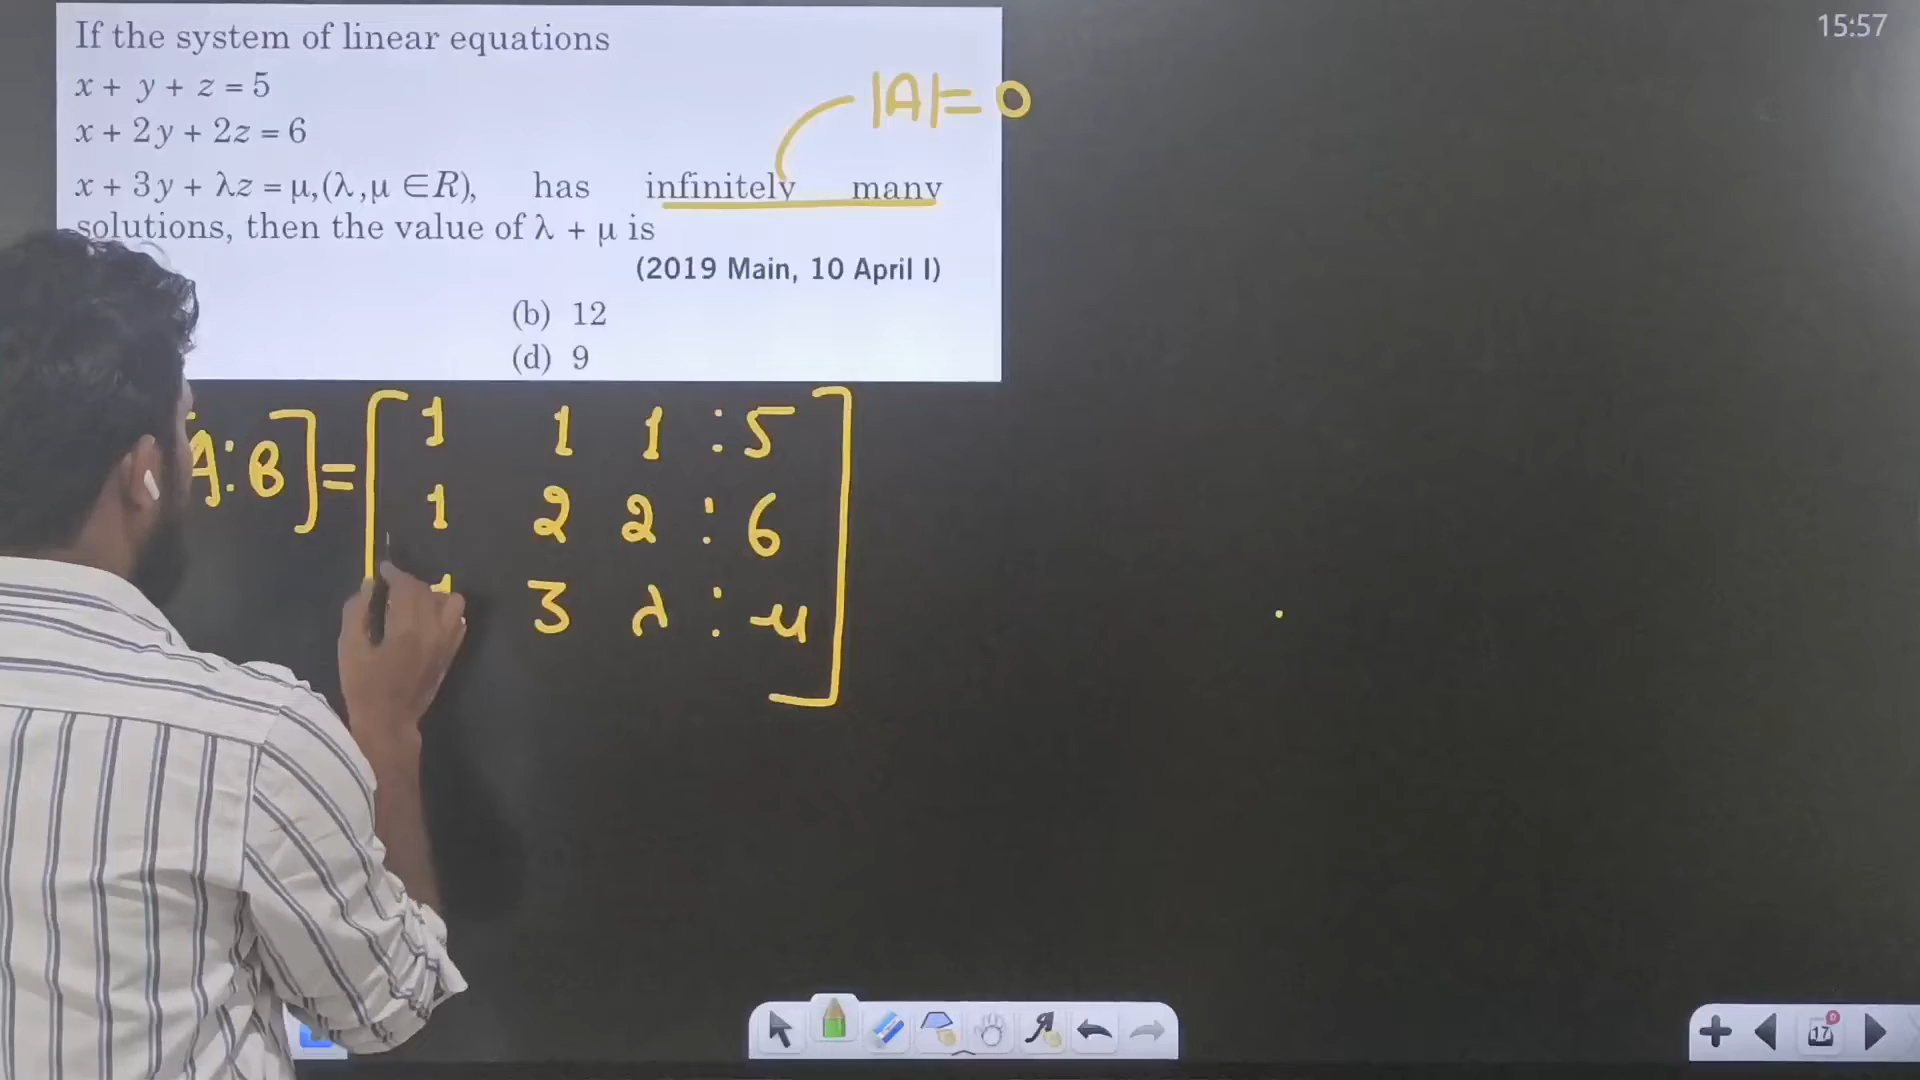 15:57
If the system of linear equations
x + y + z = 5
x + 2y + 2z = 6
x + 3y + λz = μ,(λ,μ ∈R), has infinitely many
solutions, then the value of λ + μ is
(2019 Main, 10 April I)
(b) 12
(d) 9
|A|= 0
A:B]= [1 1 1 : 5
1 2 2 : 6
1 3 λ : μ]
17